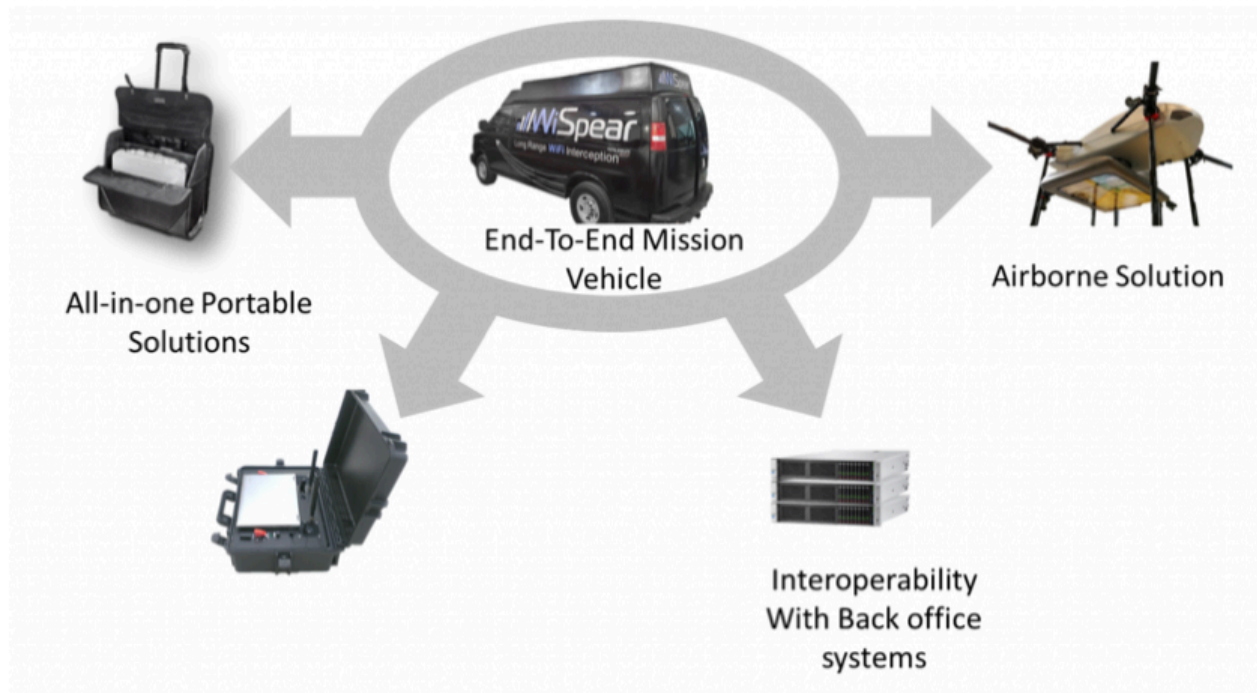 WiSpear
Long Range WiFi Interception
End-To-End Mission
Vehicle
Airborne Solution
All-in-one Portable
Solutions
Interoperability
With Back office
systems